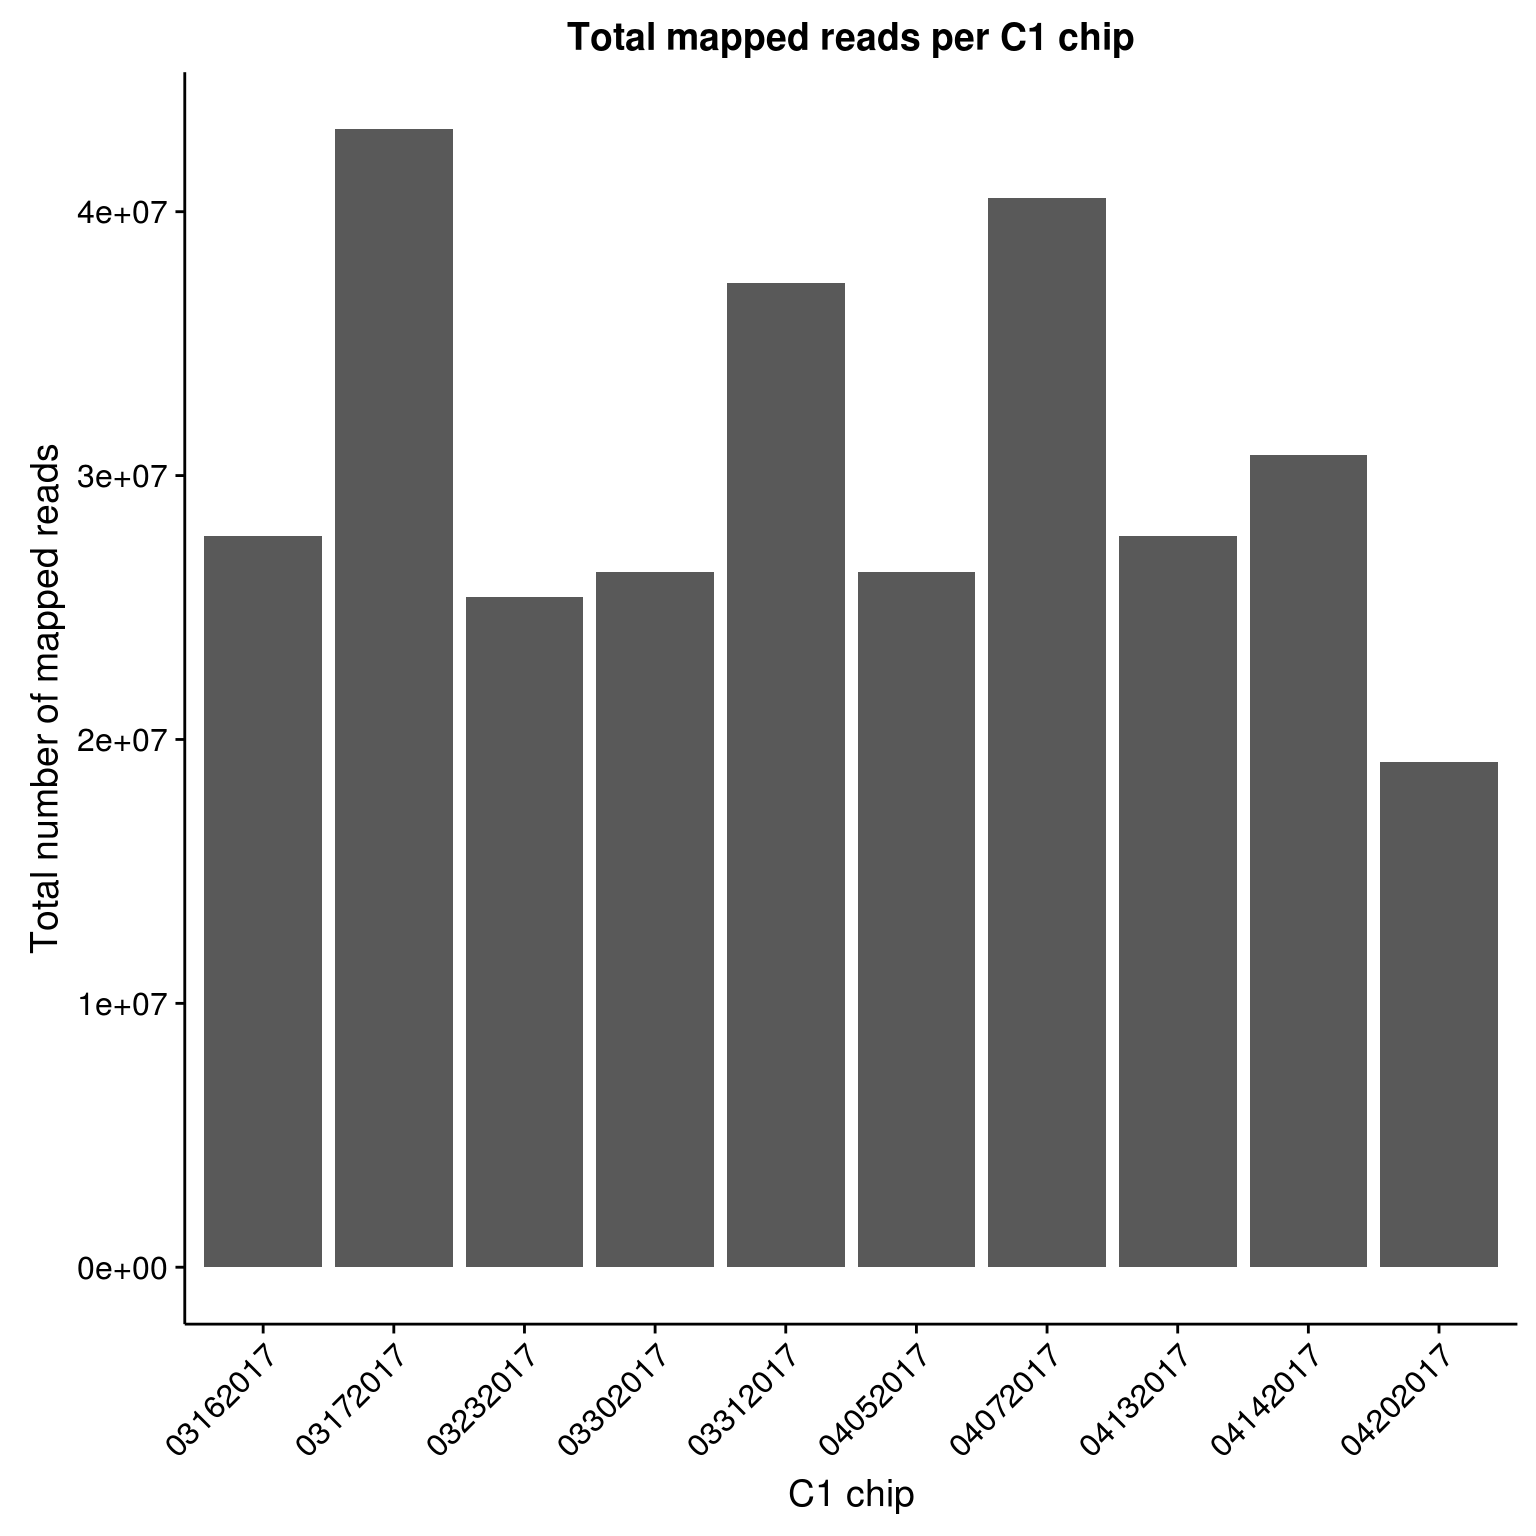 Total mapped reads per C1 chip
Total number of mapped reads
4e+07
3e+07
2e+07
1e+07
0e+00
03162017
03172017
03232017
03302017
03312017
04052017
04072017
04132017
04142017
04202017
C1 chip